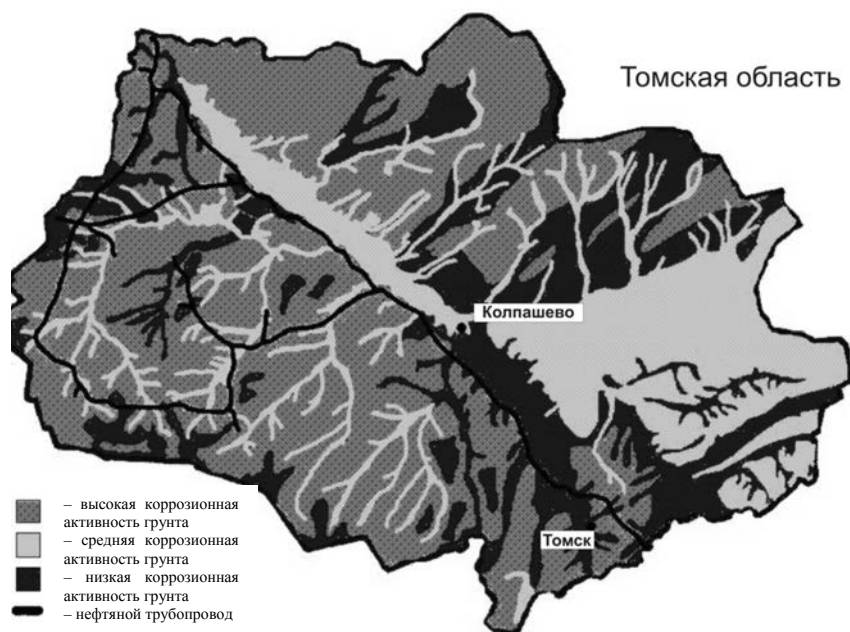 Томская область
Колпашево
Томск
– высокая коррозионная
активность грунта
– средняя коррозионная
активность грунта
– низкая коррозионная
активность грунта
– нефтяной трубопровод